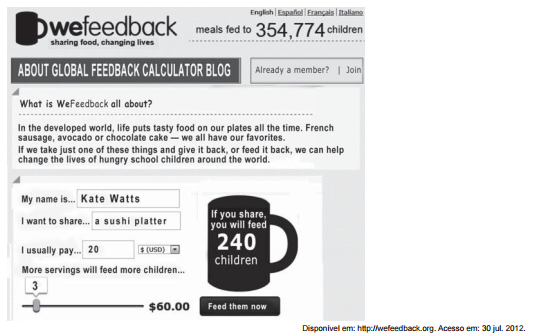 English | Español | Français | Italiano
wefeedback
sharing food, changing lives
meals fed to 354,774 children
ABOUT GLOBAL FEEDBACK CALCULATOR BLOG
Already a member? | Join
What is WeFeedback all about?
In the developed world, life puts tasty food on our plates all the time. French
sausage, avocado or chocolate cake — we all have our favorites.
If we take just one of these things and give it back, or feed it back, we can help
change the lives of hungry school children around the world.
My name is... Kate Watts
I want to share... a sushi platter
I usually pay... 20 $ (USD)
More servings will feed more children...
3
$60.00
If you share,
you will feed
240
children
Feed them now
Disponível em: http://wefeedback.org. Acesso em: 30 jul. 2012.